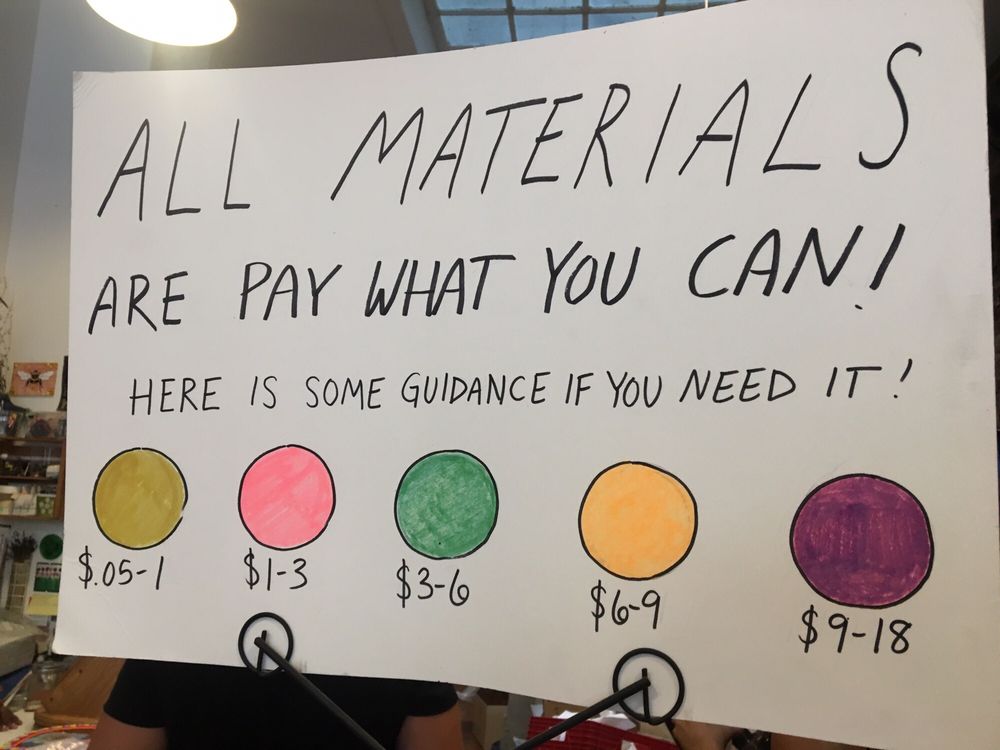 ALL MATERIALS
ARE PAY WHAT YOU CAN!
HERE IS SOME GUIDANCE IF YOU NEED IT!
$.05-1 $1-3 $3-6 $6-9 $9-18